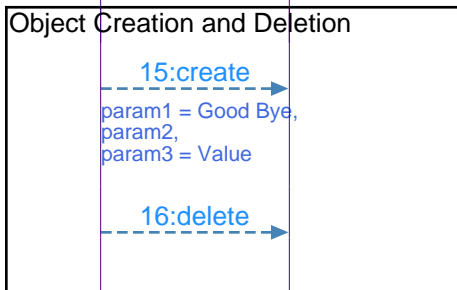 Object Creation and Deletion
15:create
param1 = Good Bye,
param2,
param3 = Value
16:delete